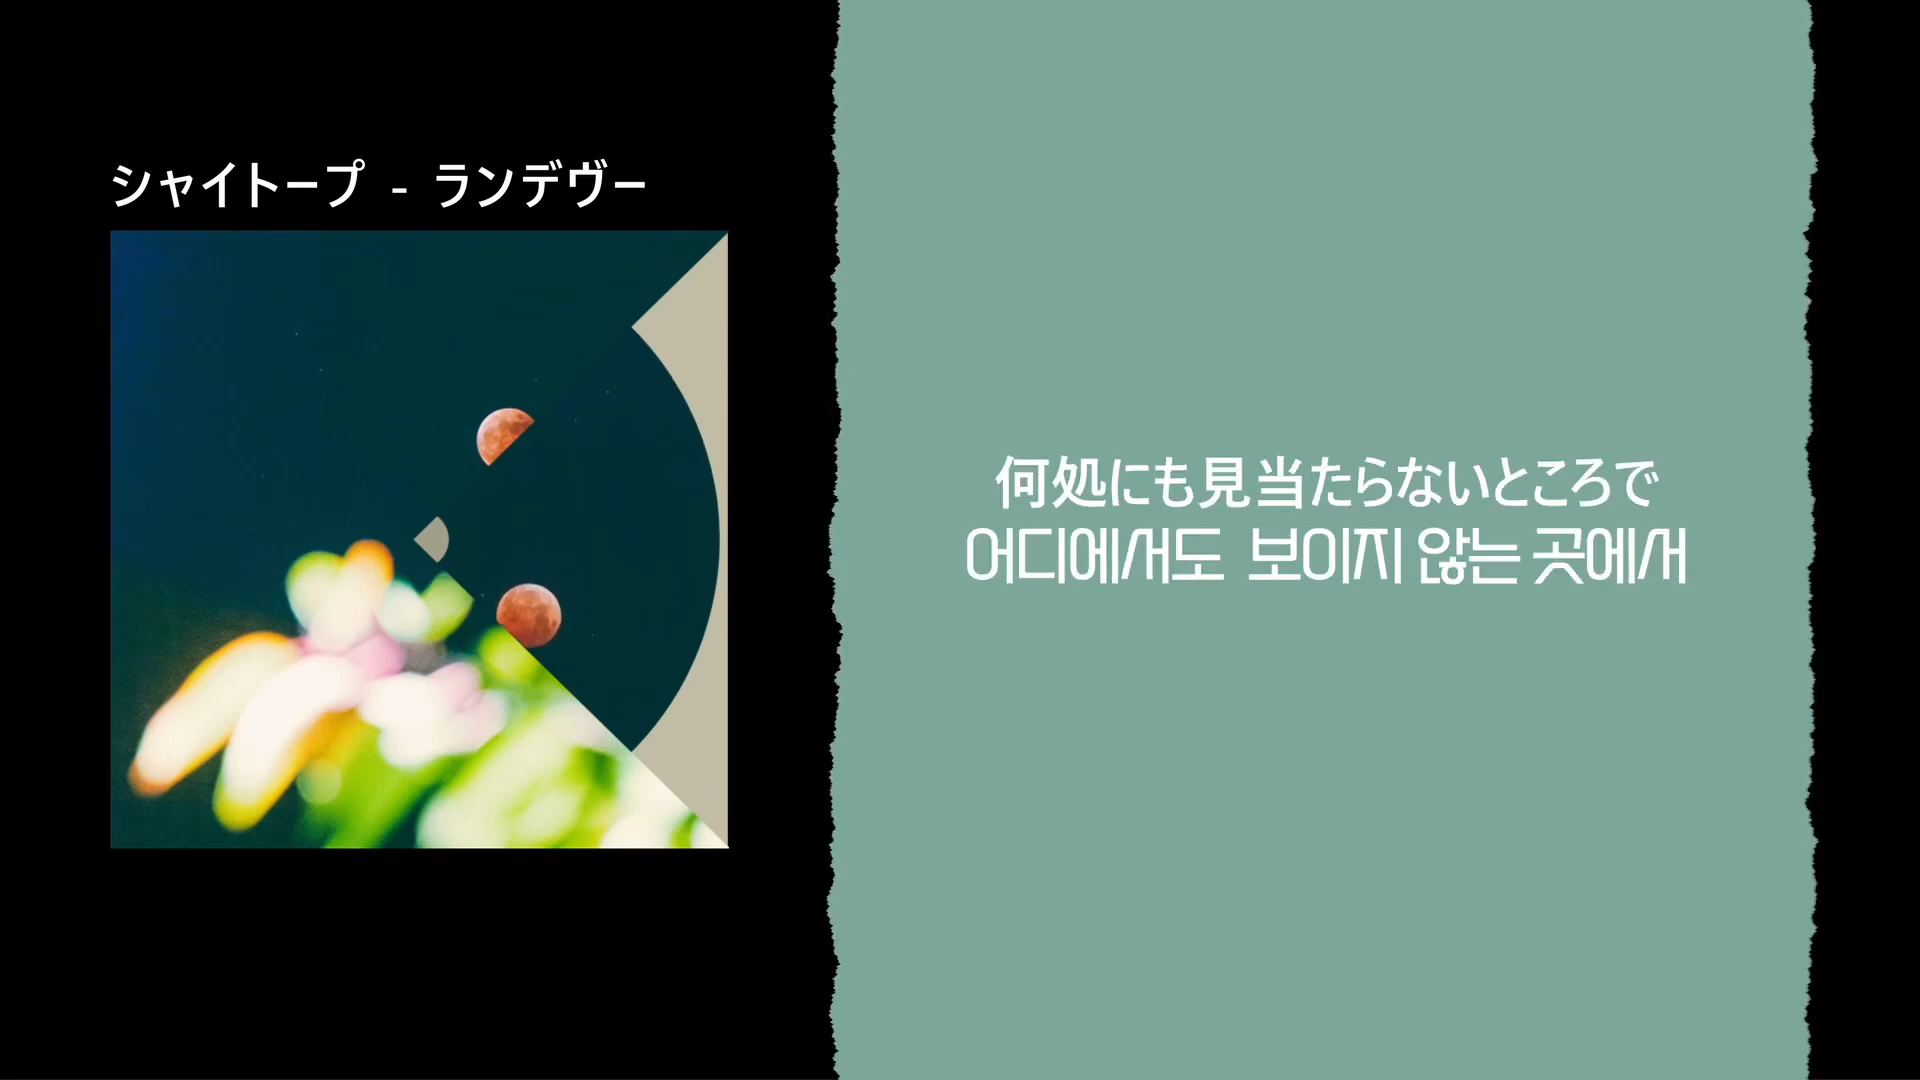 シャイトープ - ランデヴー
何処にも見当たらないところで
어디에서도 보이지 않는 곳에서